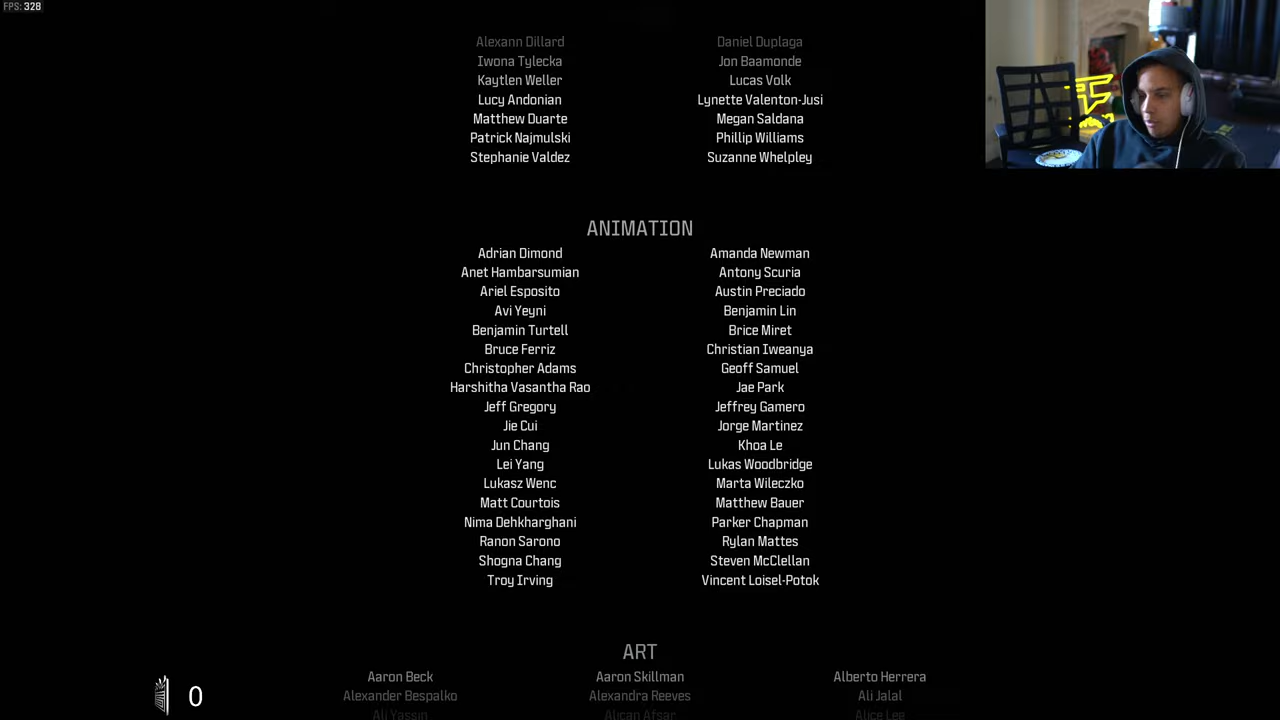 FPS: 328
Alexann Dillard Daniel Duplaga
Iwona Tylecka Jon Baamonde
Kaytlen Weller Lucas Volk
Lucy Andonian Lynette Valenton-Jusi
Matthew Duarte Megan Saldana
Patrick Najmulski Phillip Williams
Stephanie Valdez Suzanne Whelpley
ANIMATION
Adrian Dimond Amanda Newman
Anet Hambarsumian Antony Scuria
Ariel Esposito Austin Preciado
Avi Yeyni Benjamin Lin
Benjamin Turtell Brice Miret
Bruce Ferriz Christian Iweanya
Christopher Adams Geoff Samuel
Harshitha Vasantha Rao Jae Park
Jeff Gregory Jeffrey Gamero
Jie Cui Jorge Martinez
Jun Chang Khoa Le
Lei Yang Lukas Woodbridge
Lukasz Wenc Marta Wileczko
Matt Courtois Matthew Bauer
Nima Dehkharghani Parker Chapman
Ranon Sarono Rylan Mattes
Shogna Chang Steven McClellan
Troy Irving Vincent Loisel-Potok
ART
Aaron Beck Aaron Skillman Alberto Herrera
Alexander Bespalko Alexandra Reeves Ali Jalal
Ali Yassin Alican Afsar Alice Lee
0